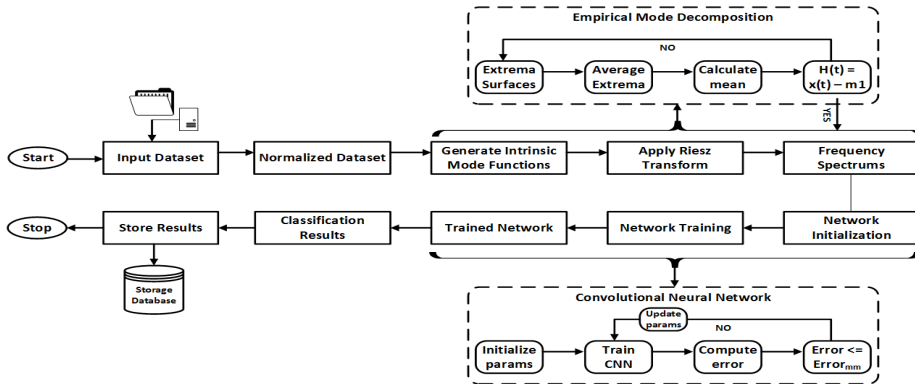 Empirical Mode Decomposition
NO
Extrema
Surfaces
Average
Extrema
Calculate
mean
H(t) =
x(t) – m1
YES
Start
Input Dataset
Normalized Dataset
Generate Intrinsic
Mode Functions
Apply Riesz
Transform
Frequency
Spectrums
Stop
Store Results
Classification
Results
Trained Network
Network Training
Network
Initialization
Storage
Database
Convolutional Neural Network
Update
params
NO
Initialize
params
Train
CNN
Compute
error
Error <=
Errormm